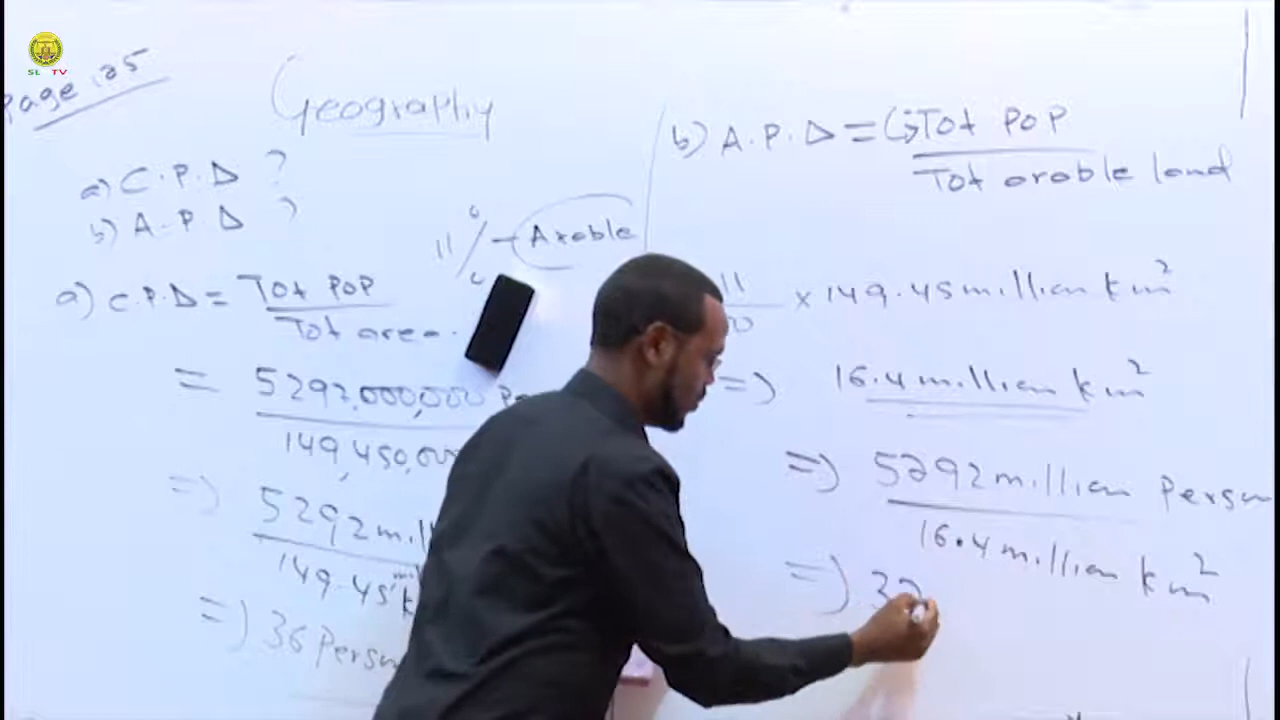 SL TV
Page 125
Geography
a) C.P.D ?
b) A.P.D ?
11% - Arable
a) C.P.D = Tot POP
Tot area.
= 5292,000,000
149,450,000
=) 5292 mill
149.45
=) 36 Person
b) A.P.D = Tot POP
Tot arable land
11
x 149.45 million km²
=) 16.4 million km²
=) 5292 million Person
16.4 million km²
=) 32